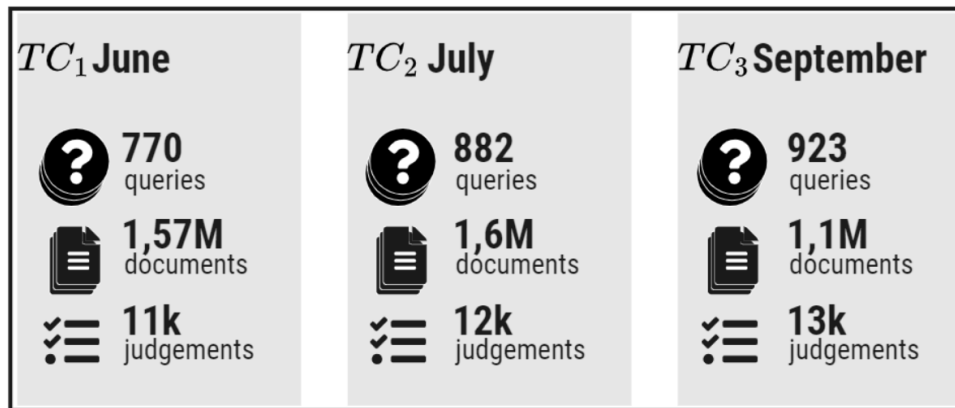 TC₁ June
770
queries
1,57M
documents
11k
judgements
TC₂ July
882
queries
1,6M
documents
12k
judgements
TC₃ September
923
queries
1,1M
documents
13k
judgements